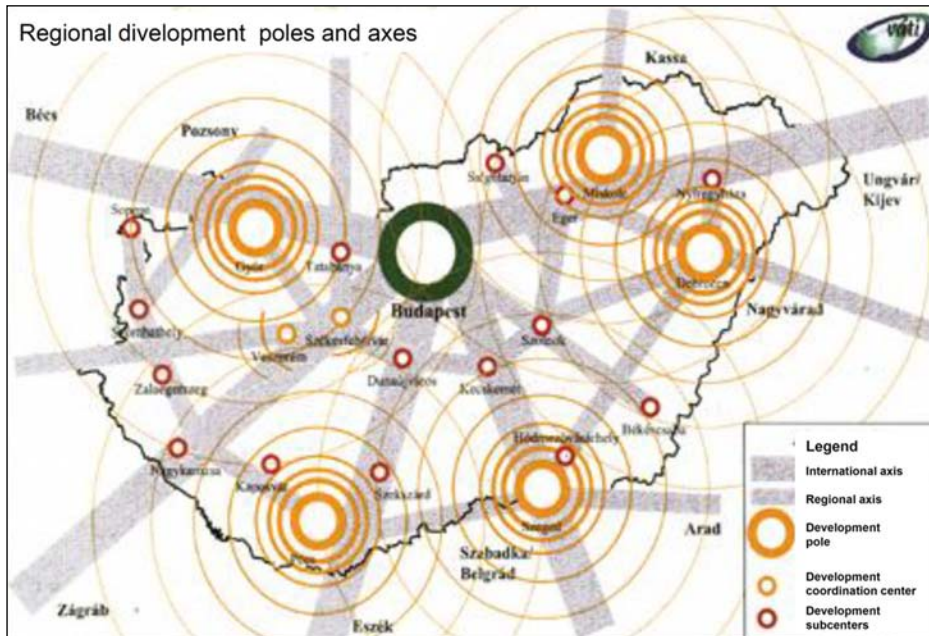 Regional divelopment poles and axes
váti
Kassa
Bécs
Pozsony
Ungvár/
Kijev
Miskolc
Nyíregyháza
Eger
Sopron
Győr
Tatabánya
Debrecen
Budapest
Nagyvárad
Székesfehérvár
Veszprém
Szolnok
Dunaújváros
Kecskemét
Zalaegerszeg
Békéscsaba
Hódmezővásárhely
Nagykanizsa
Kaposvár
Szekszárd
Szeged
Pécs
Arad
Szabadka/
Belgrád
Zágráb
Eszék
Legend
International axis
Regional axis
Development
pole
Development
coordination center
Development
subcenters